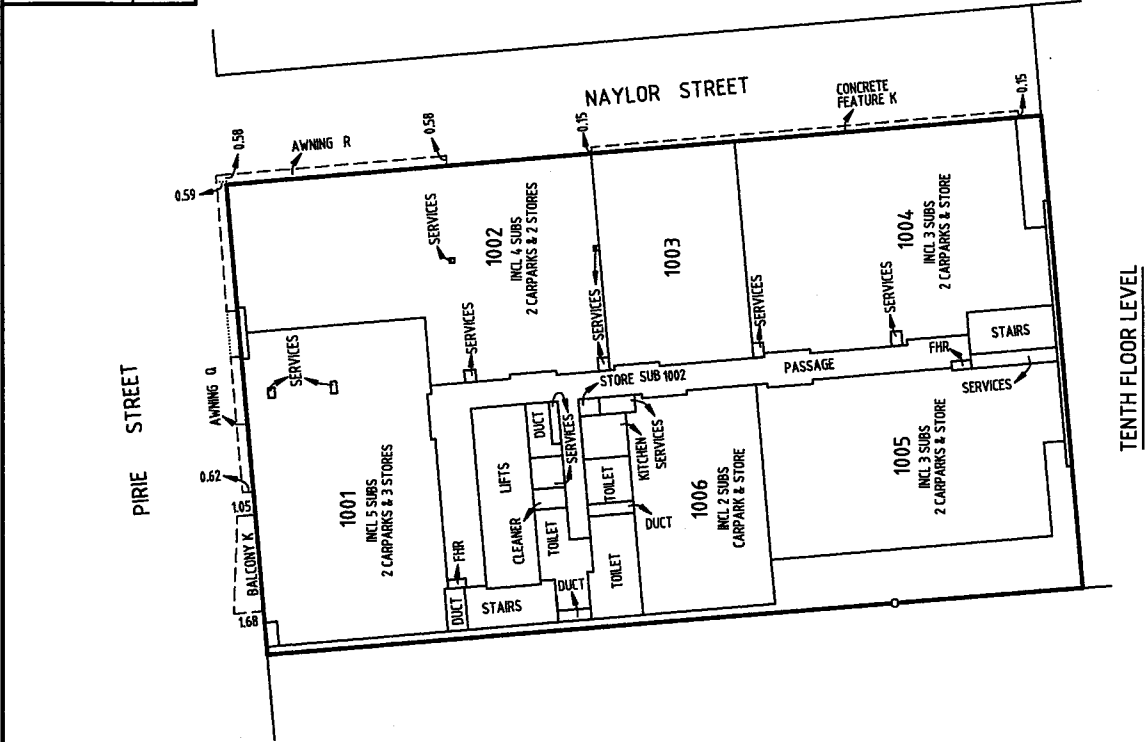 NAYLOR STREET
CONCRETE
FEATURE K
0.15
0.58
AWNING R
0.58
0.15
0.59
SERVICES
1002
INCL 4 SUBS
2 CARPARKS & 2 STORES
1003
1004
INCL 3 SUBS
2 CARPARKS & STORE
SERVICES
SERVICES
SERVICES
SERVICES
PIRIE STREET
AWNING Q
SERVICES
STAIRS
FHR
PASSAGE
STORE SUB 1002
SERVICES
TENTH FLOOR LEVEL
0.62
1.05
BALCONY K
1.68
1001
INCL 5 SUBS
2 CARPARKS & 3 STORES
LIFTS
DUCT
SERVICES
KITCHEN
SERVICES
TOILET
CLEANER
TOILET
DUCT
1006
INCL 2 SUBS
CARPARK & STORE
1005
INCL 3 SUBS
2 CARPARKS & STORE
FHR
DUCT
STAIRS
DUCT
TOILET